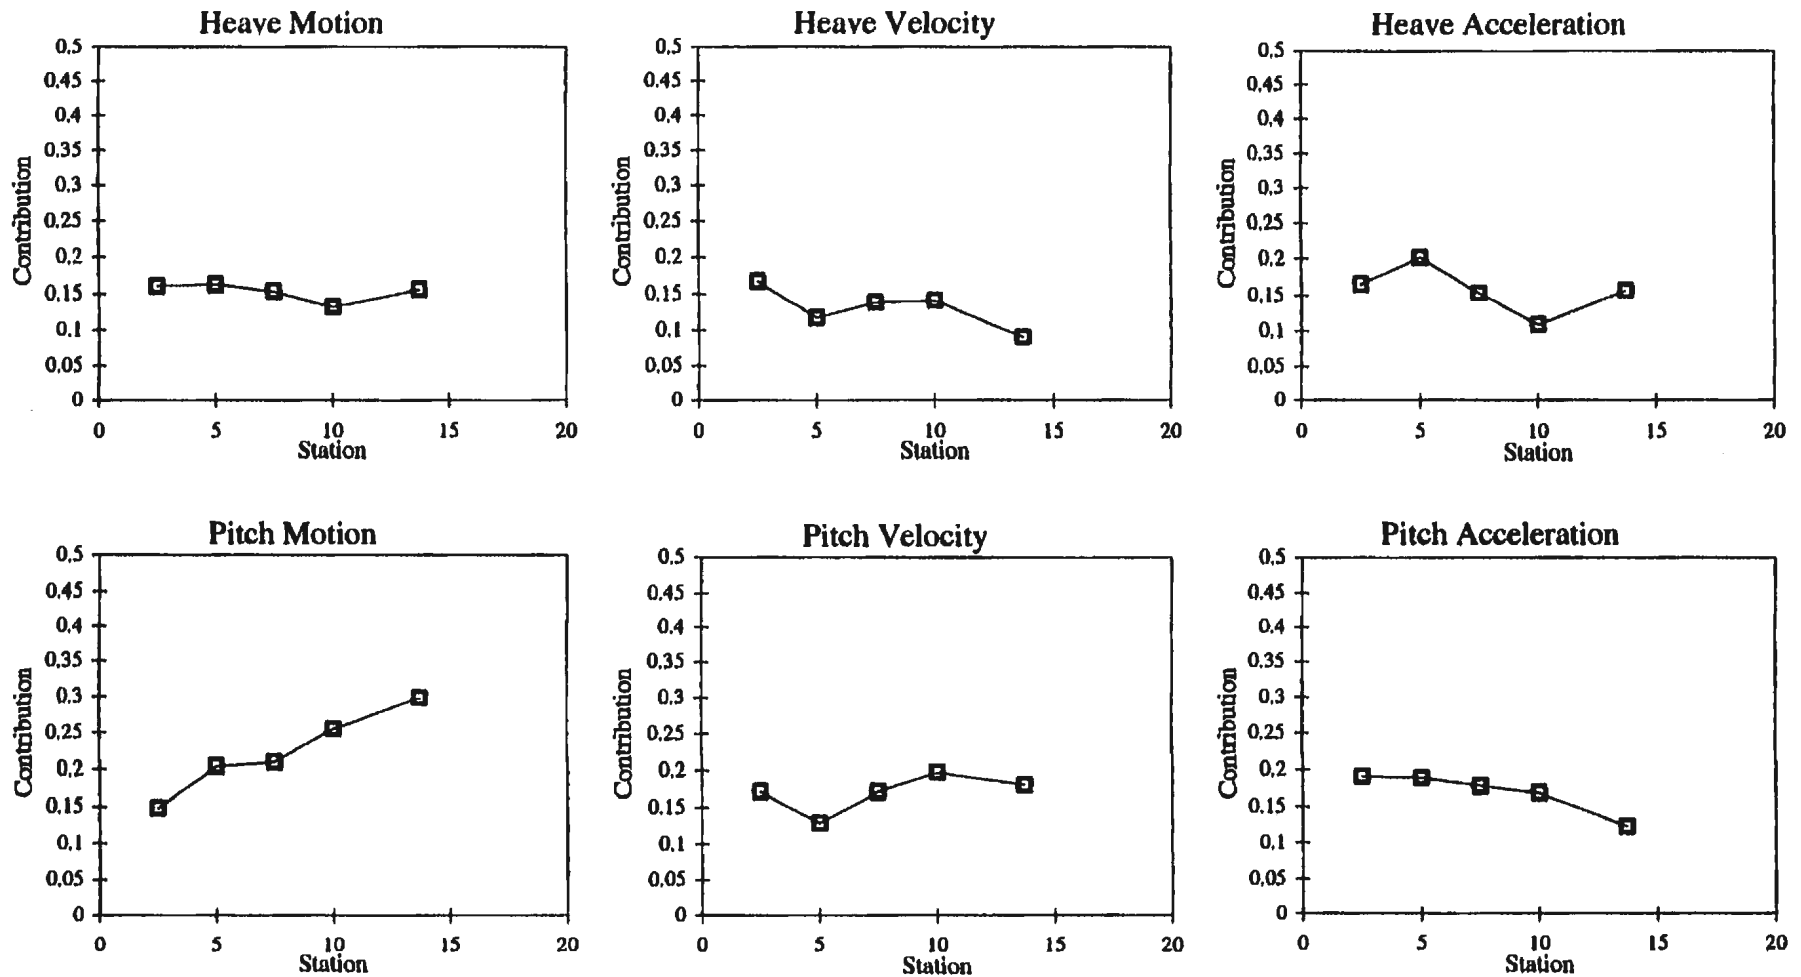 Heave Motion
0,5
0,45
0,4
0,35
0,3
0,25
0,2
0,15
0,1
0,05
0
Contribution
0 5 10 15 20
Station
Heave Velocity
0,5
0,45
0,4
0,35
0,3
0,25
0,2
0,15
0,1
0,05
0
Contribution
0 5 10 15 20
Station
Heave Acceleration
0,5
0,45
0,4
0,35
0,3
0,25
0,2
0,15
0,1
0,05
0
Contribution
0 5 10 15 20
Station
Pitch Motion
0,5
0,45
0,4
0,35
0,3
0,25
0,2
0,15
0,1
0,05
0
Contribution
0 5 10 15 20
Station
Pitch Velocity
0,5
0,45
0,4
0,35
0,3
0,25
0,2
0,15
0,1
0,05
0
Contribution
0 5 10 15 20
Station
Pitch Acceleration
0,5
0,45
0,4
0,35
0,3
0,25
0,2
0,15
0,1
0,05
0
Contribution
0 5 10 15 20
Station